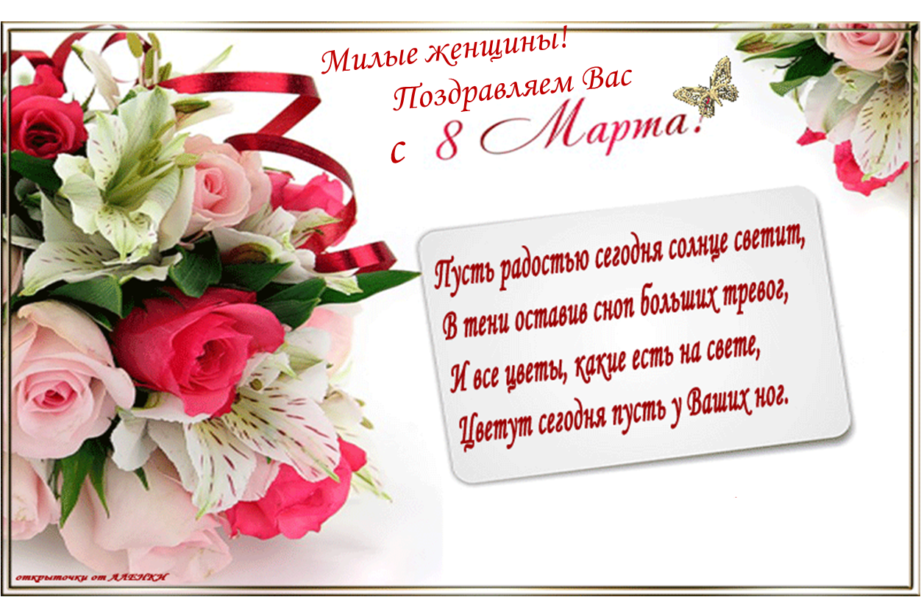 Милые женщины!
Поздравляем Вас
с 8 Марта!
Пусть радостью сегодня солнце светит,
В тени оставив сноп больших тревог,
И все цветы, какие есть на свете,
Цветут сегодня пусть у Ваших ног.
открыточки от АЛЕНКИ